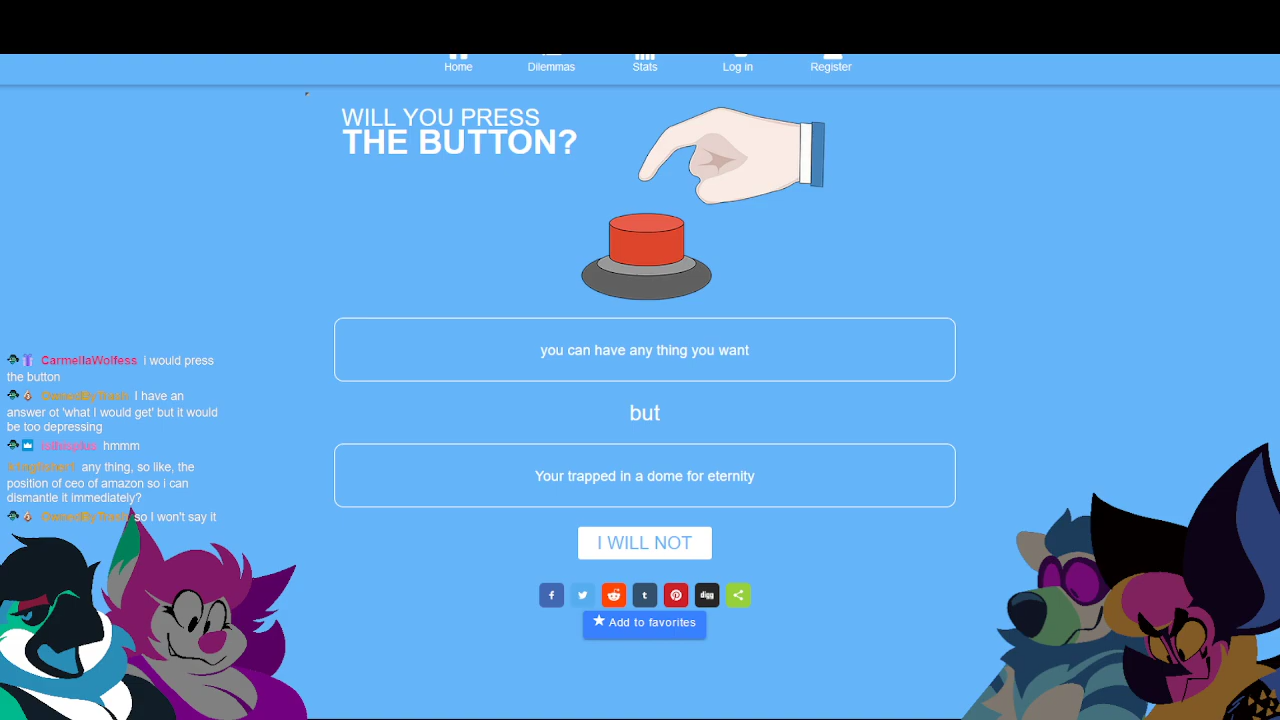 Home
Dilemmas
Stats
Log in
Register
WILL YOU PRESS
THE BUTTON?
you can have any thing you want
but
Your trapped in a dome for eternity
I WILL NOT
f
t
digg
Add to favorites
CarmellaWolfess i would press
the button
I have an
answer ot 'what I would get' but it would
be too depressing
hmmm
any thing, so like, the
position of ceo of amazon so i can
dismantle it immediately?
so I won't say it